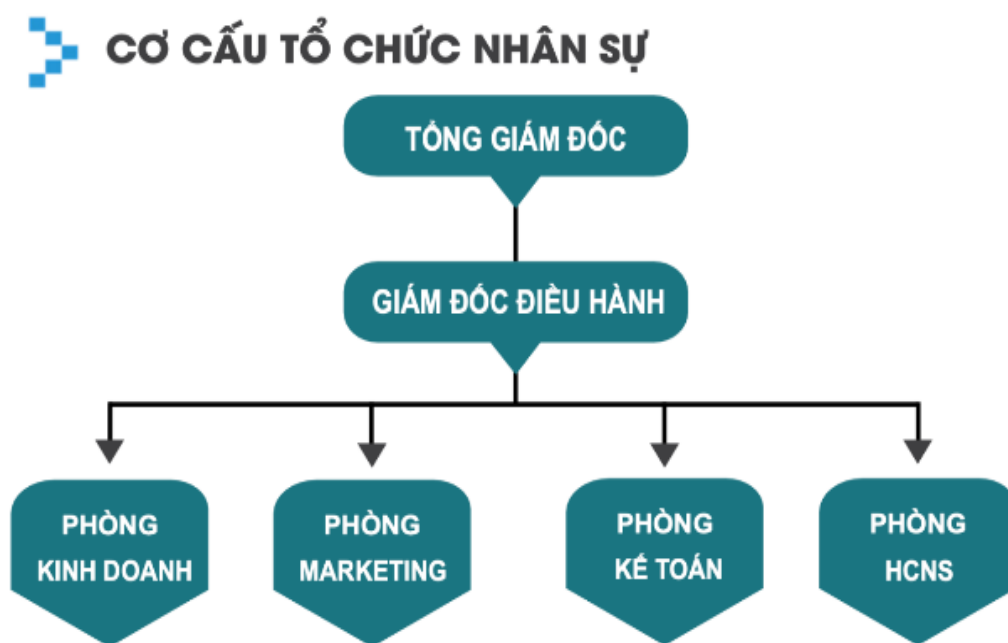 CƠ CẤU TỔ CHỨC NHÂN SỰ
TỔNG GIÁM ĐỐC
GIÁM ĐỐC ĐIỀU HÀNH
PHÒNG
KINH DOANH
PHÒNG
MARKETING
PHÒNG
KẾ TOÁN
PHÒNG
HCNS